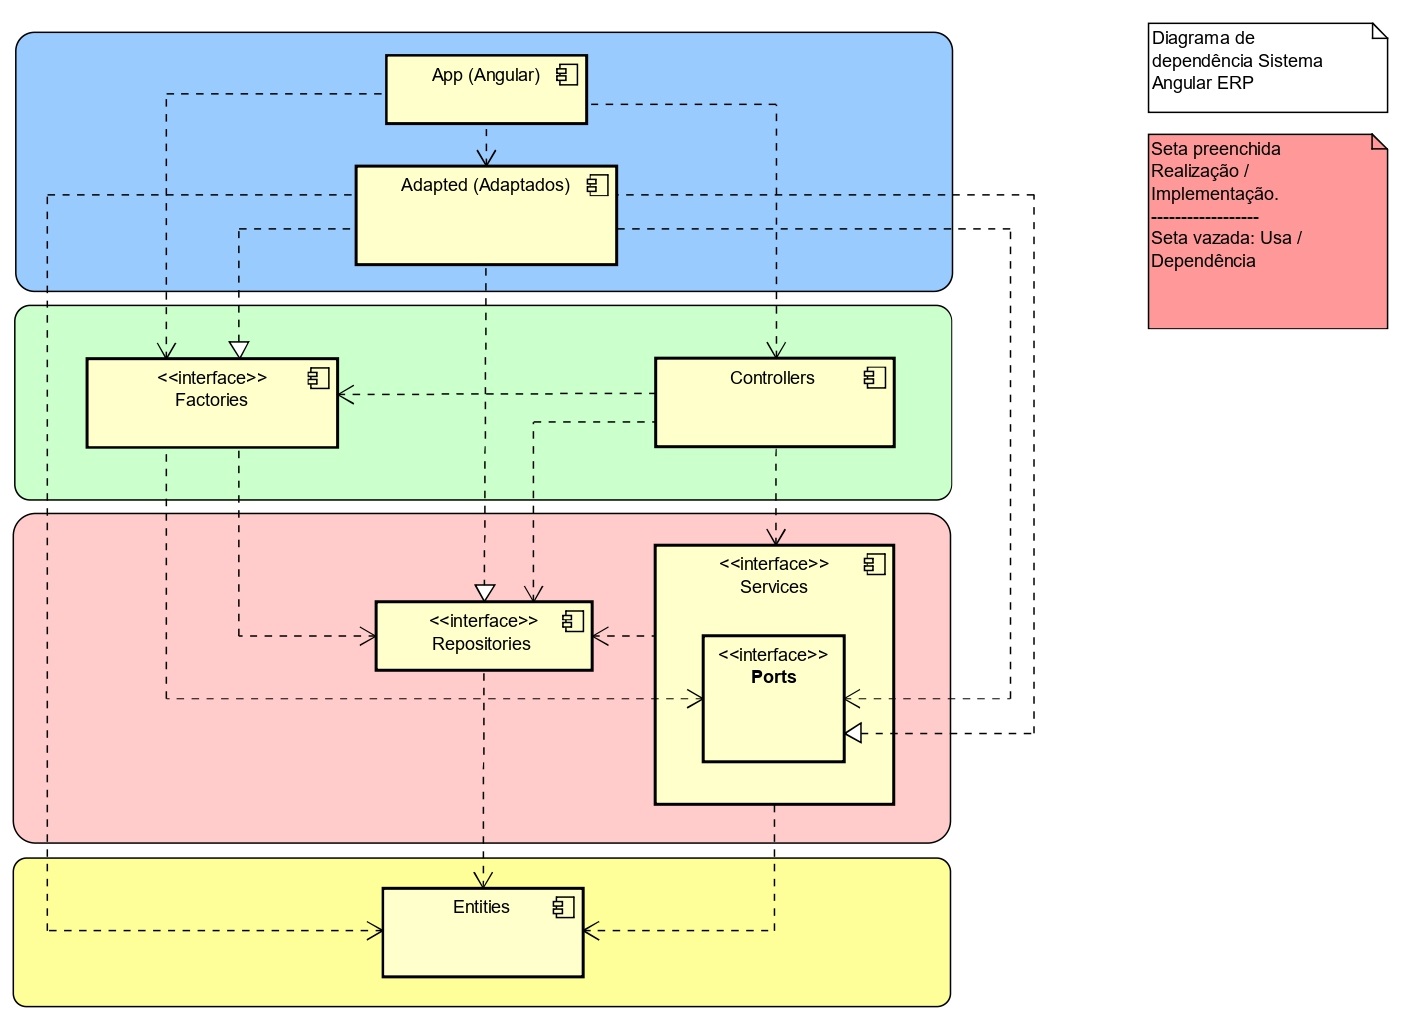 App (Angular)
Adapted (Adaptados)
<<interface>>
Factories
Controllers
<<interface>>
Services
<<interface>>
Repositories
<<interface>>
Ports
Entities
Diagrama de
dependência Sistema
Angular ERP
Seta preenchida
Realização /
Implementação.
------------------
Seta vazada: Usa /
Dependência